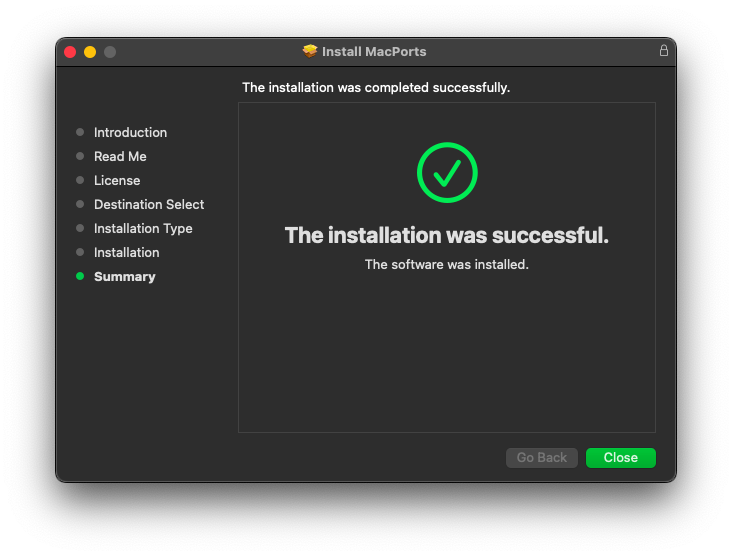 Install MacPorts
The installation was completed successfully.
Introduction
Read Me
License
Destination Select
Installation Type
Installation
Summary
The installation was successful.
The software was installed.
Go Back
Close